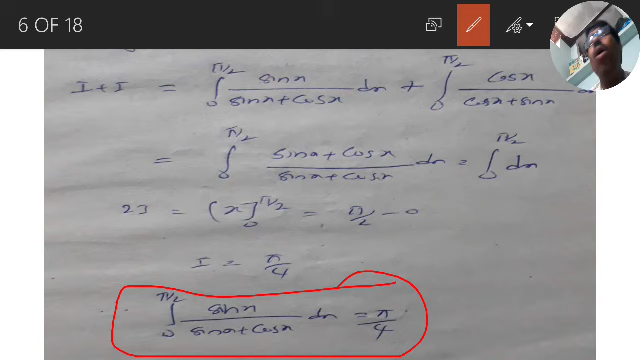 6 OF 18
I + I = ∫₀^{π/2} sinx/(sinx+cosx) dx + ∫₀^{π/2} cosx/(cosx+sinx)
= ∫₀^{π/2} (sinx+cosx)/(sinx+cosx) dx = ∫₀^{π/2} dx
2I = (x]₀^{π/2} = π/2 - 0
I = π/4
∫₀^{π/2} sinx/(sinx+cosx) dx = π/4